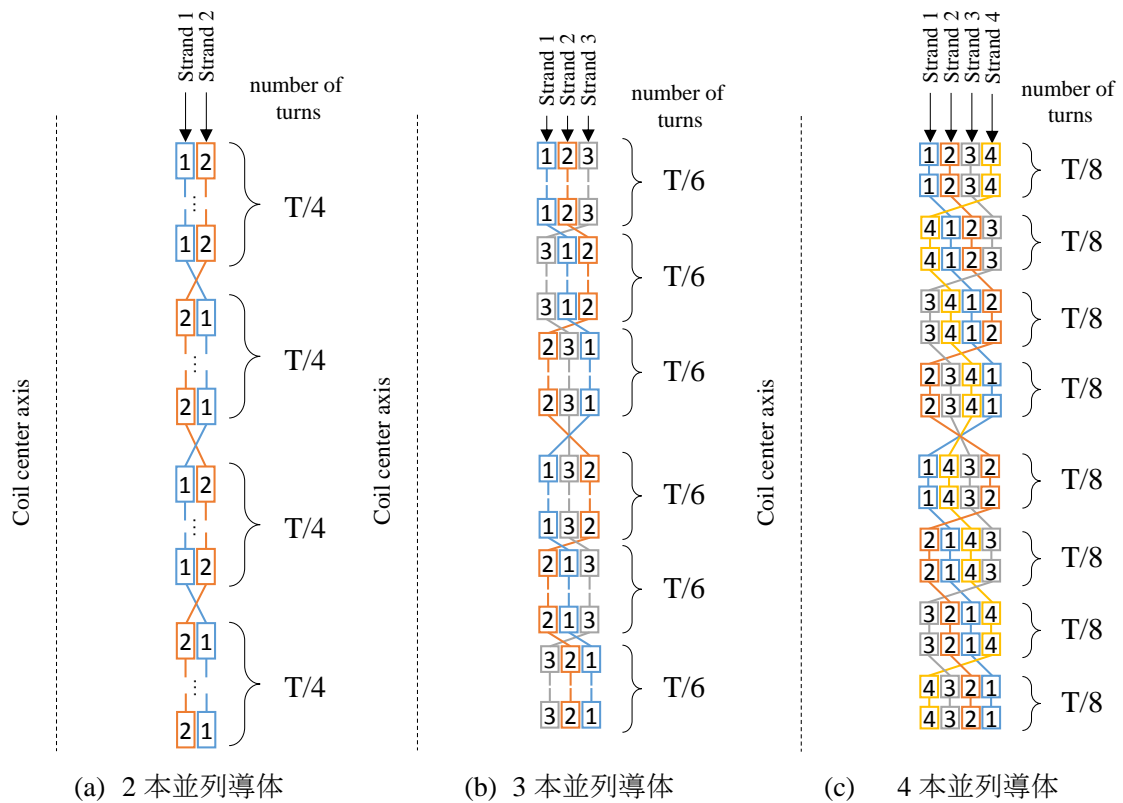 Strand 1
Strand 2
number of
turns
1 2
T/4
1 2
2 1
T/4
2 1
1 2
T/4
1 2
2 1
T/4
2 1
Coil center axis
(a) 2 本並列導体
Strand 1
Strand 2
Strand 3
number of
turns
1 2 3
T/6
1 2 3
3 1 2
T/6
3 1 2
2 3 1
T/6
2 3 1
1 3 2
T/6
1 3 2
2 1 3
T/6
2 1 3
3 2 1
T/6
3 2 1
Coil center axis
(b) 3 本並列導体
Strand 1
Strand 2
Strand 3
Strand 4
number of
turns
1 2 3 4
T/8
1 2 3 4
4 1 2 3
T/8
4 1 2 3
3 4 1 2
T/8
3 4 1 2
2 3 4 1
T/8
2 3 4 1
1 4 3 2
T/8
1 4 3 2
2 1 4 3
T/8
2 1 4 3
3 2 1 4
T/8
3 2 1 4
4 3 2 1
T/8
4 3 2 1
Coil center axis
(c) 4 本並列導体